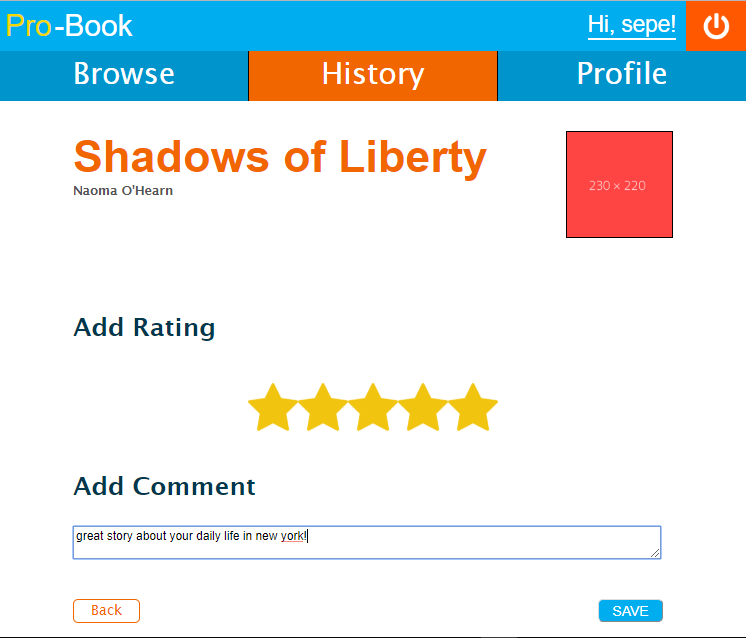 Pro-Book Hi, sepe!
Browse History Profile
Shadows of Liberty
Naoma O'Hearn
230 × 220
Add Rating
Add Comment
great story about your daily life in new york!
Back SAVE